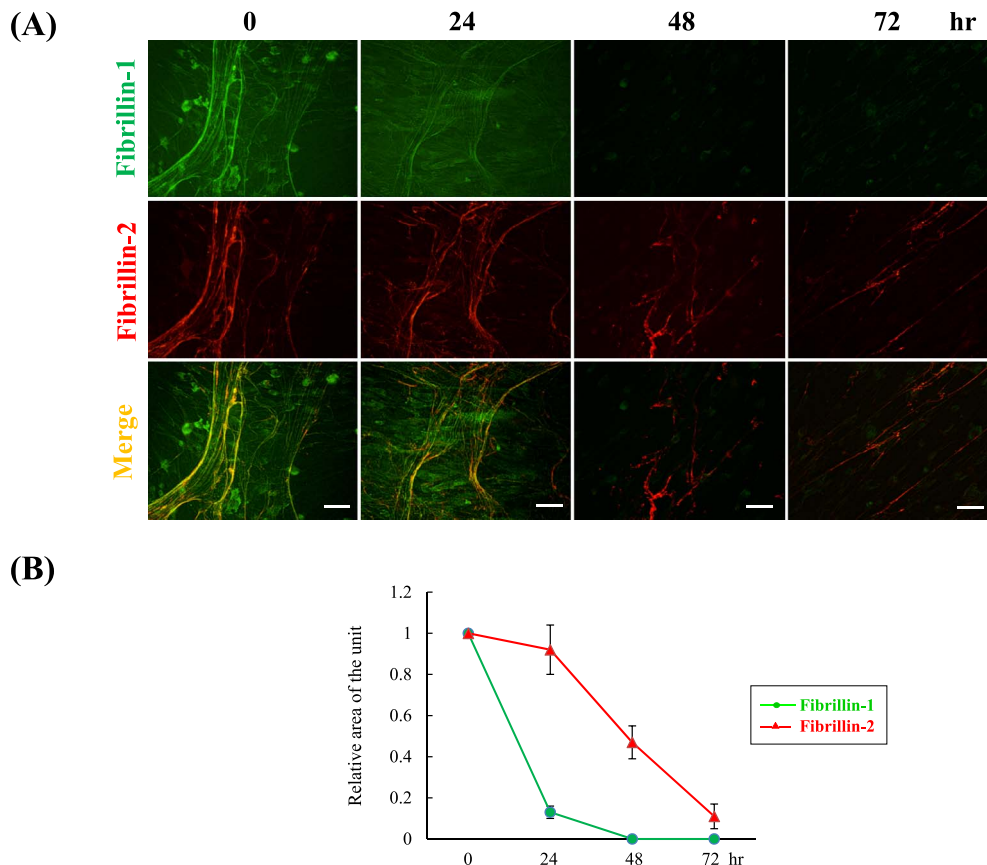 (A)
0 24 48 72 hr
Fibrillin-1
Fibrillin-2
Merge
(B)
Relative area of the unit
1.2
1
0.8
0.6
0.4
0.2
0
0 24 48 72 hr
Fibrillin-1
Fibrillin-2